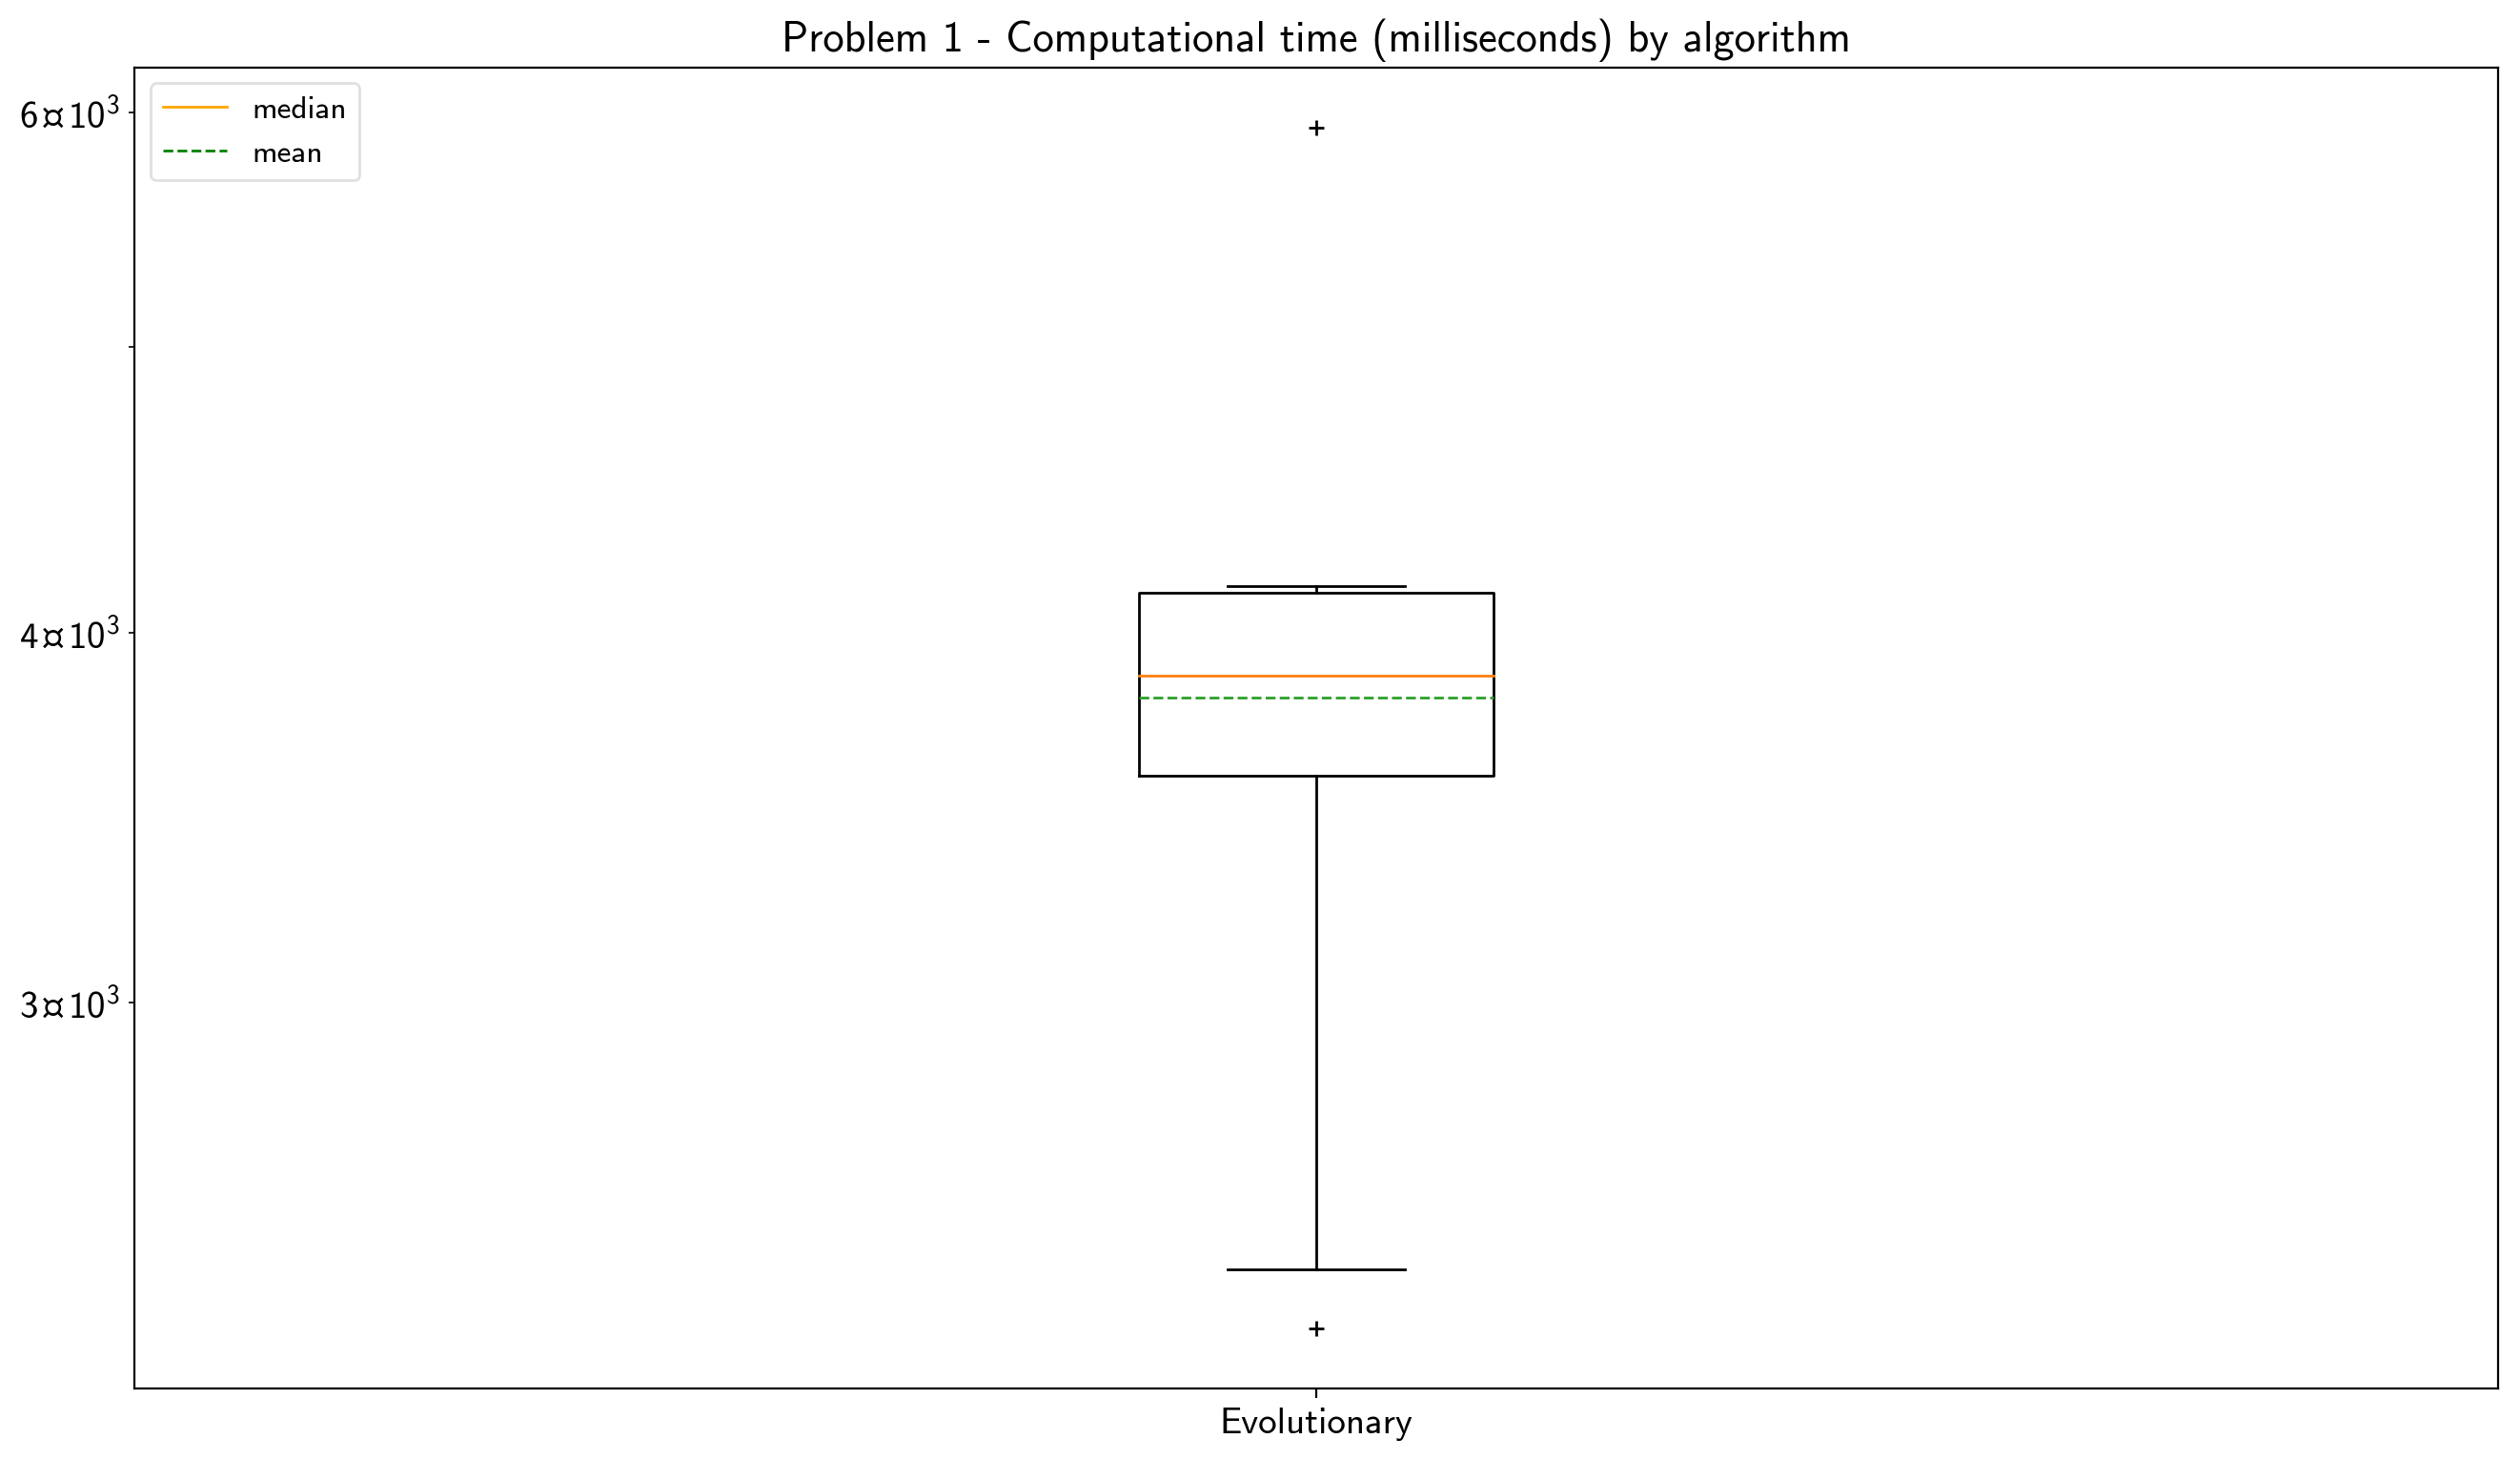 Problem 1 - Computational time (milliseconds) by algorithm
6¤10³
median
mean
4¤10³
3¤10³
Evolutionary